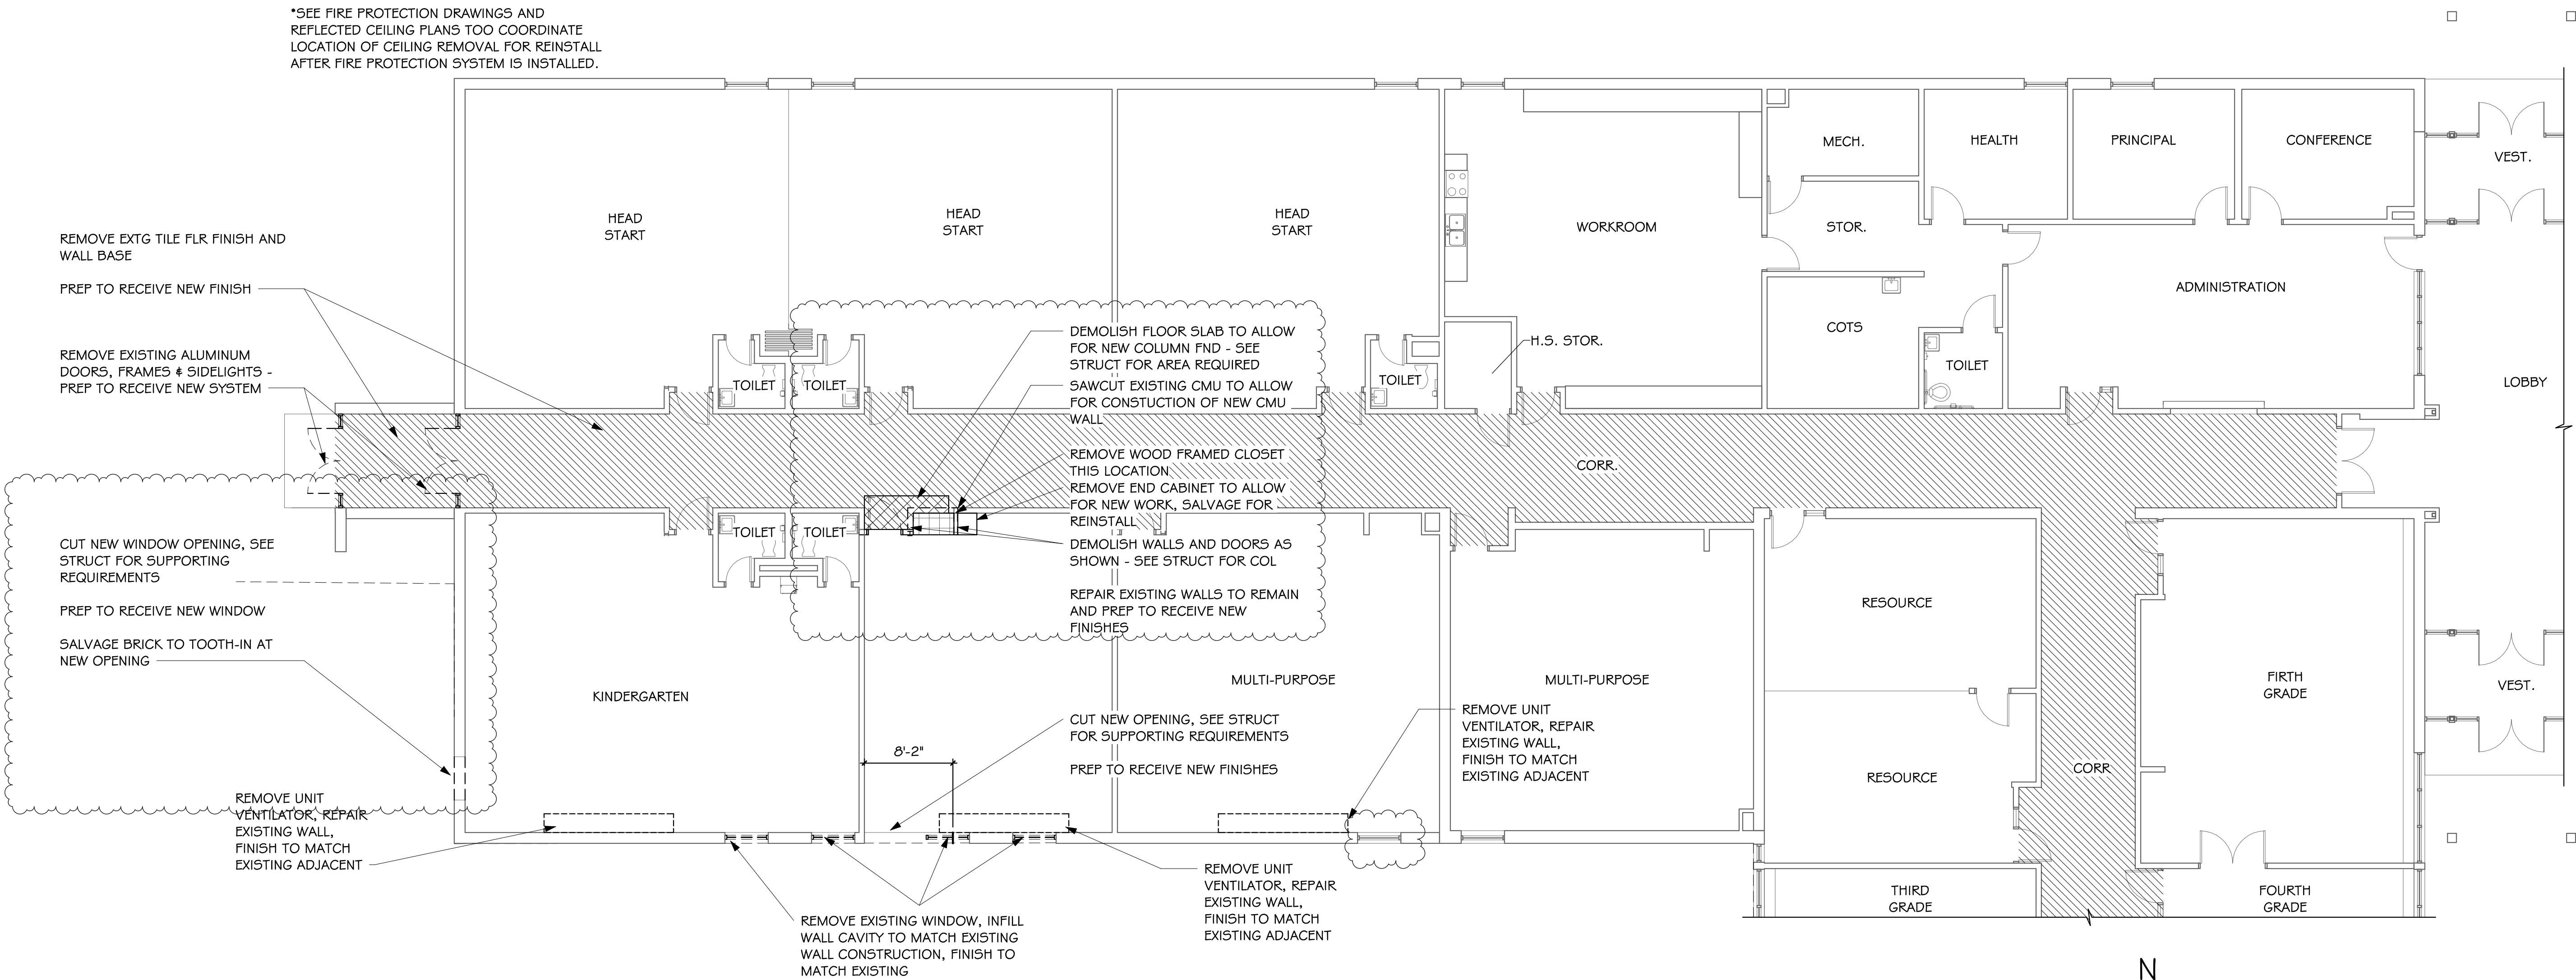 *SEE FIRE PROTECTION DRAWINGS AND
REFLECTED CEILING PLANS TOO COORDINATE
LOCATION OF CEILING REMOVAL FOR REINSTALL
AFTER FIRE PROTECTION SYSTEM IS INSTALLED.
REMOVE EXTG TILE FLR FINISH AND
WALL BASE
PREP TO RECEIVE NEW FINISH
REMOVE EXISTING ALUMINUM
DOORS, FRAMES & SIDELIGHTS -
PREP TO RECEIVE NEW SYSTEM
CUT NEW WINDOW OPENING, SEE
STRUCT FOR SUPPORTING
REQUIREMENTS
PREP TO RECEIVE NEW WINDOW
SALVAGE BRICK TO TOOTH-IN AT
NEW OPENING
REMOVE UNIT
VENTILATOR, REPAIR
EXISTING WALL,
FINISH TO MATCH
EXISTING ADJACENT
HEAD
START
HEAD
START
HEAD
START
WORKROOM
MECH.
HEALTH
PRINCIPAL
CONFERENCE
VEST.
STOR.
ADMINISTRATION
COTS
H.S. STOR.
TOILET
TOILET
TOILET
TOILET
LOBBY
DEMOLISH FLOOR SLAB TO ALLOW
FOR NEW COLUMN FND - SEE
STRUCT FOR AREA REQUIRED
SAWCUT EXISTING CMU TO ALLOW
FOR CONSTUCTION OF NEW CMU
WALL
REMOVE WOOD FRAMED CLOSET
THIS LOCATION
REMOVE END CABINET TO ALLOW
FOR NEW WORK, SALVAGE FOR
REINSTALL
DEMOLISH WALLS AND DOORS AS
SHOWN - SEE STRUCT FOR COL
REPAIR EXISTING WALLS TO REMAIN
AND PREP TO RECEIVE NEW
FINISHES
CORR.
TOILET
TOILET
KINDERGARTEN
MULTI-PURPOSE
MULTI-PURPOSE
RESOURCE
RESOURCE
CORR
FIRTH
GRADE
VEST.
8'-2"
CUT NEW OPENING, SEE STRUCT
FOR SUPPORTING REQUIREMENTS
PREP TO RECEIVE NEW FINISHES
REMOVE UNIT
VENTILATOR, REPAIR
EXISTING WALL,
FINISH TO MATCH
EXISTING ADJACENT
REMOVE UNIT
VENTILATOR, REPAIR
EXISTING WALL,
FINISH TO MATCH
EXISTING ADJACENT
REMOVE EXISTING WINDOW, INFILL
WALL CAVITY TO MATCH EXISTING
WALL CONSTRUCTION, FINISH TO
MATCH EXISTING
THIRD
GRADE
FOURTH
GRADE
N